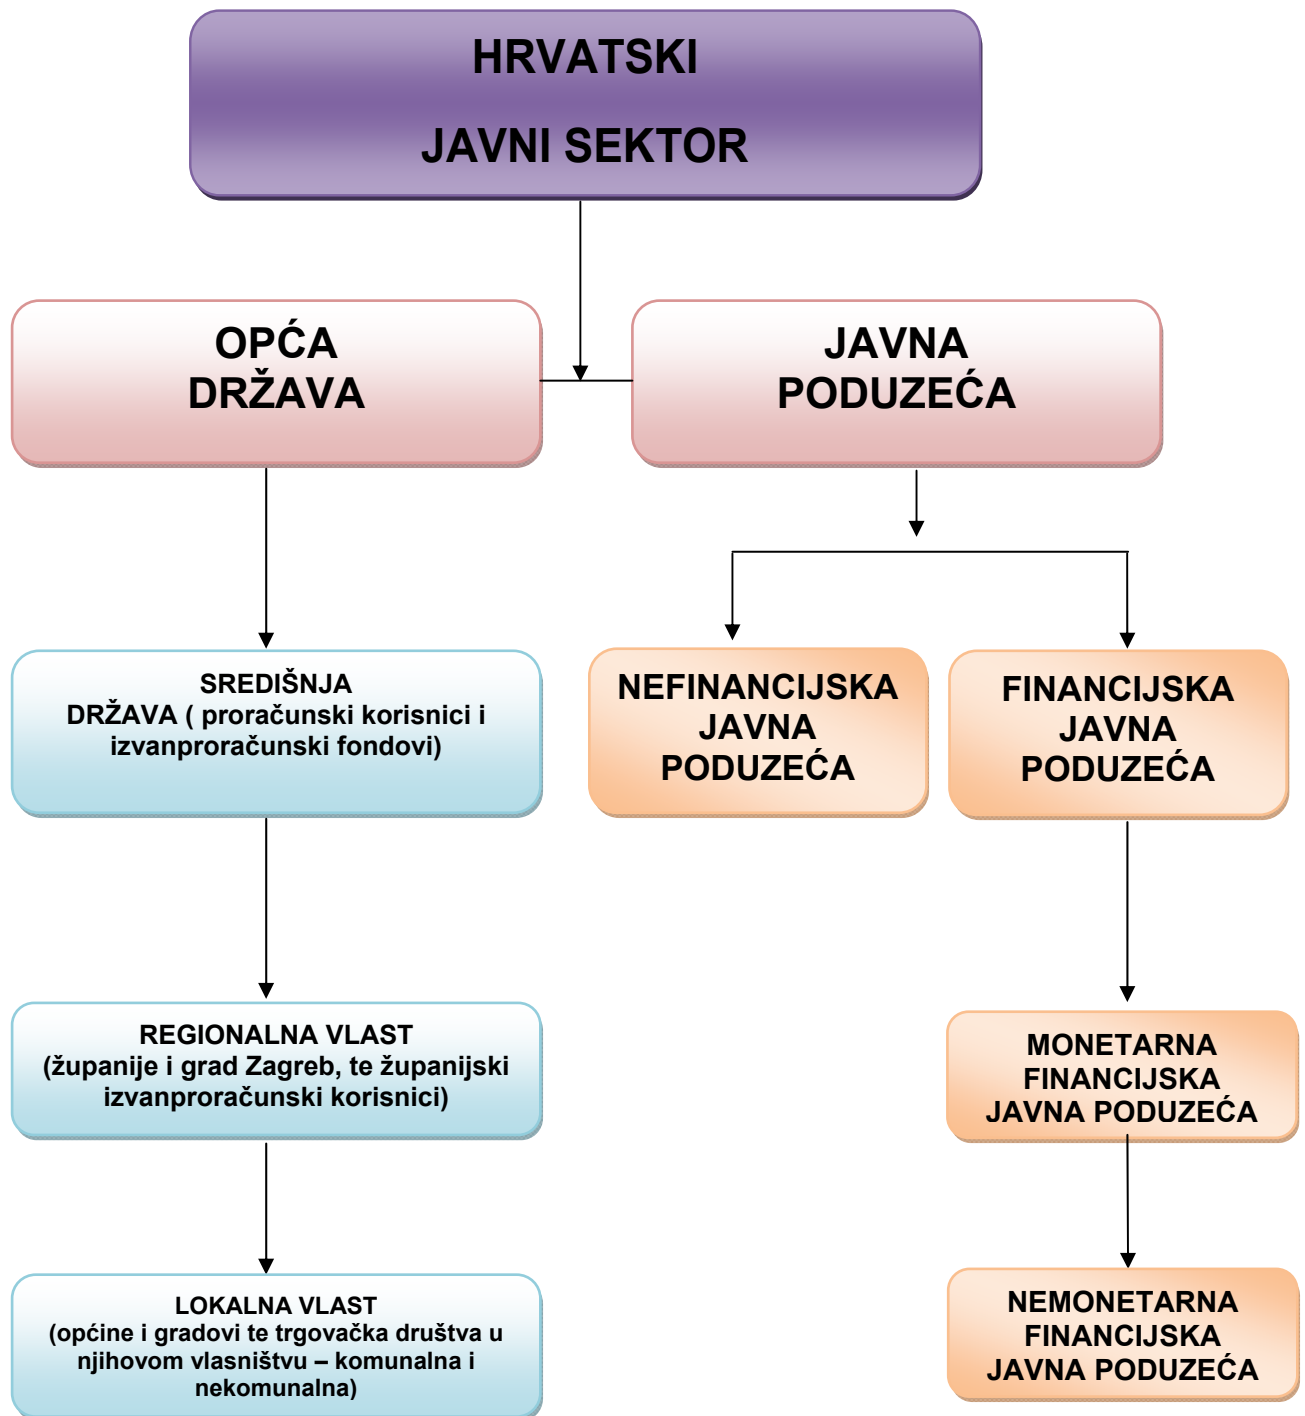 HRVATSKI
JAVNI SEKTOR
OPĆA
DRŽAVA
JAVNA
PODUZEĆA
SREDIŠNJA
DRŽAVA ( proračunski korisnici i
izvanproračunski fondovi)
NEFINANCIJSKA
JAVNA
PODUZEĆA
FINANCIJSKA
JAVNA
PODUZEĆA
REGIONALNA VLAST
(županije i grad Zagreb, te županijski
izvanproračunski korisnici)
MONETARNA
FINANCIJSKA
JAVNA PODUZEĆA
LOKALNA VLAST
(općine i gradovi te trgovačka društva u
njihovom vlasništvu – komunalna i
nekomunalna)
NEMONETARNA
FINANCIJSKA
JAVNA PODUZEĆA